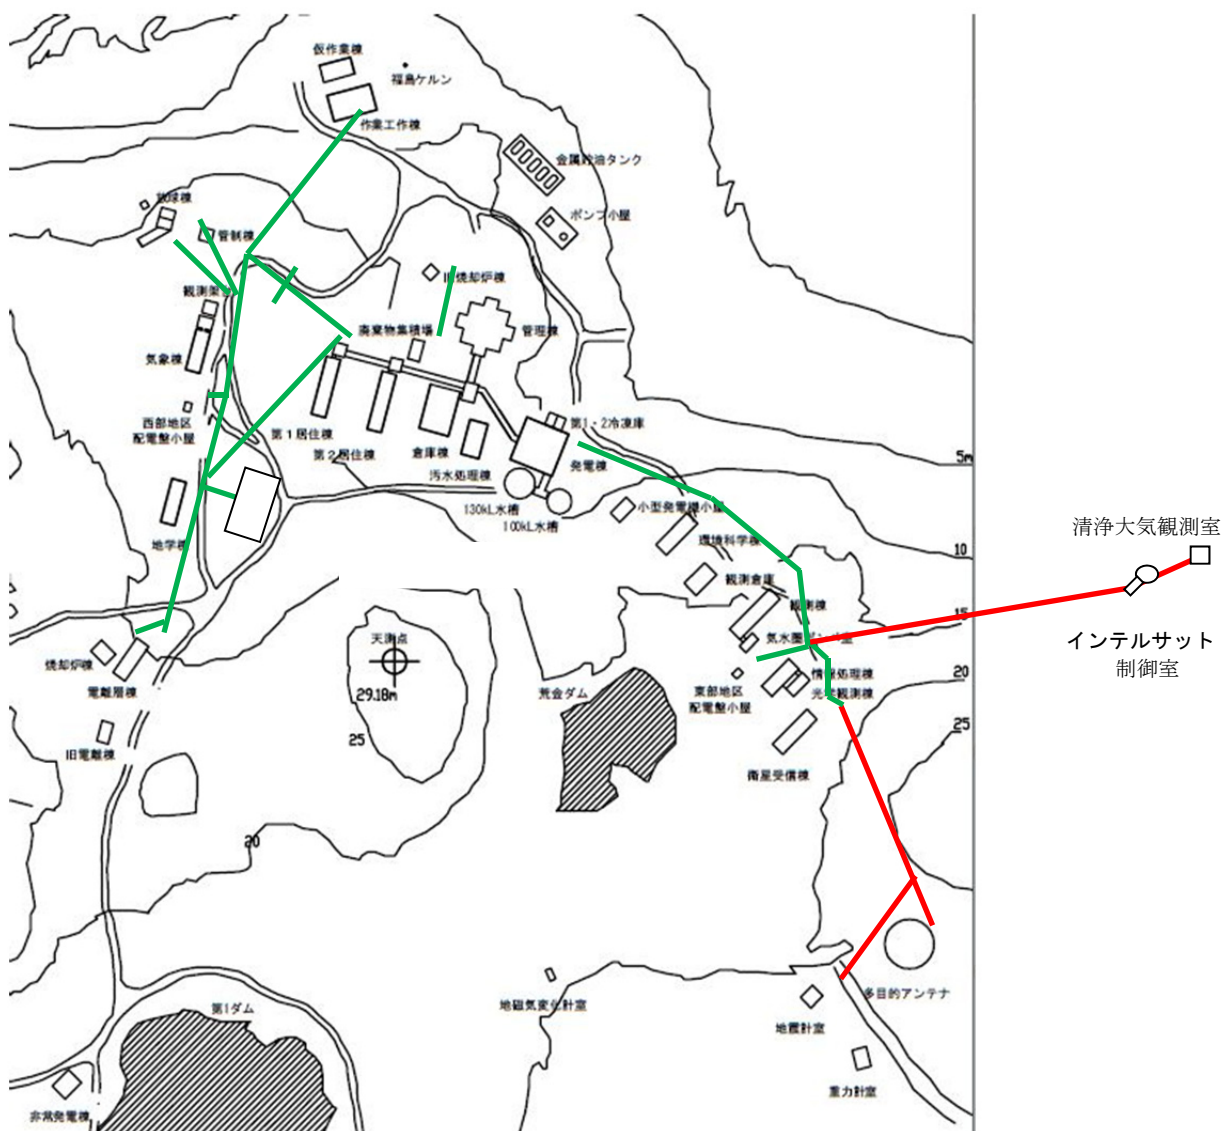 仮作業棟
福島ケルン
作業工作棟
金属貯油タンク
放球棟
ポンプ小屋
管制棟
旧焼却炉棟
観測架台
廃棄物集積場
管理棟
気象棟
西部地区
配電盤小屋
第1居住棟
第2居住棟
倉庫棟
汚水処理棟
第1・2冷凍庫
発電棟
5m
130kL水槽
100kL水槽
小型発電機小屋
環境科学棟
地学棟
10
清浄大気観測室
観測倉庫
観測棟
15
天測点
気水圏ボンベ室
インテルサット
制御室
焼却炉棟
電離層棟
29.18m
荒金ダム
東部地区
配電盤小屋
情報処理棟
光学観測棟
20
25
旧電離棟
25
衛星受信棟
20
第1ダム
地磁気変化計室
多目的アンテナ
地震計室
重力計室
非常発電棟